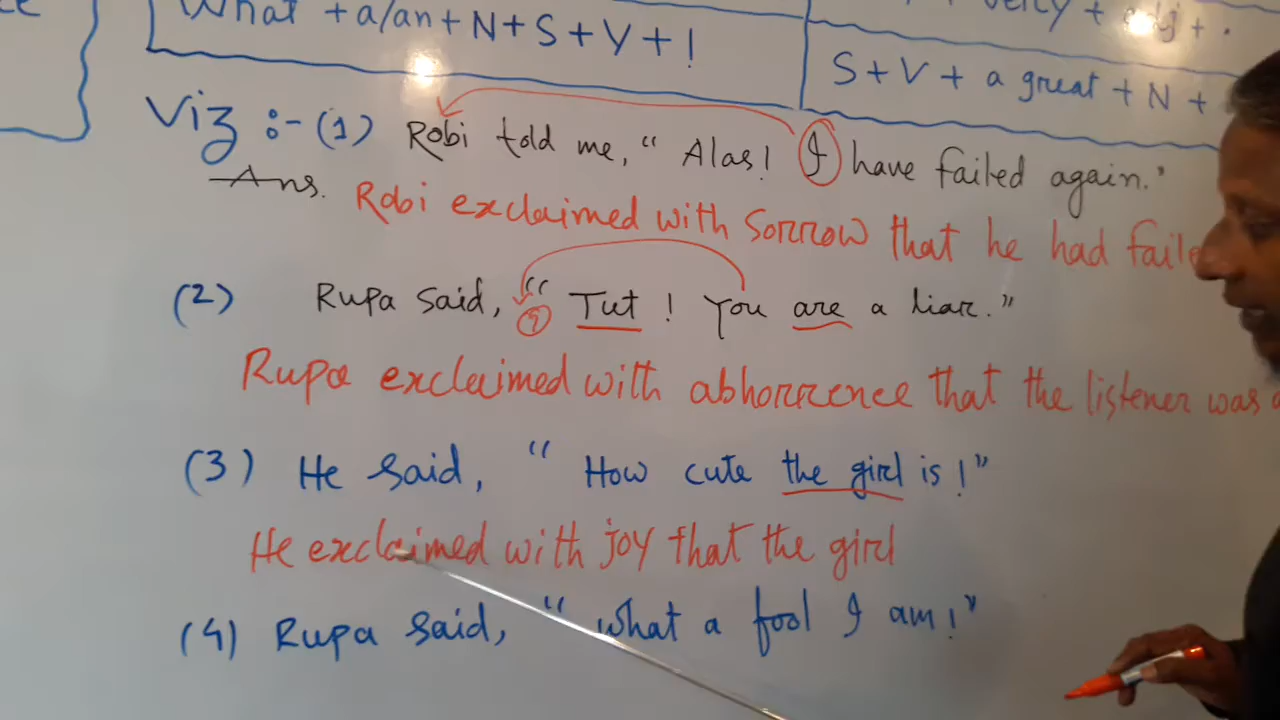 What + a/an + N + S + V + !
+ adj + .
S + V + a great + N +
Viz :- (1) Robi told me, “ Alas! I have failed again.”
Ans. Robi exclaimed with sorrow that he had faile
(2) Rupa said, “ Tut ! You are a liar.”
Rupa exclaimed with abhorrence that the listener was a
(3) He said, “ How cute the girl is !”
He exclaimed with joy that the girl
(4) Rupa said, “ What a fool I am !”